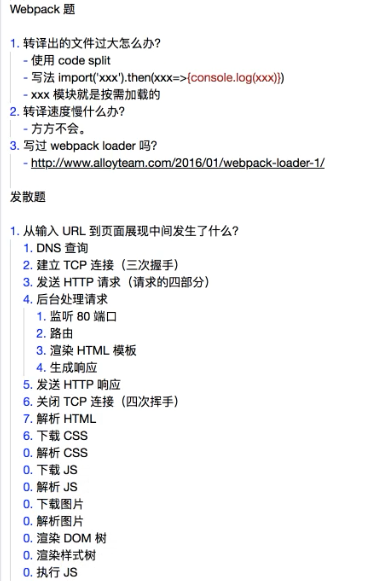 Webpack 题
1. 转译出的文件过大怎么办？
- 使用 code split
- 写法 import('xxx').then(xxx=>{console.log(xxx)})
- xxx 模块就是按需加载的
2. 转译速度慢什么办？
- 方方不会。
3. 写过 webpack loader 吗？
- http://www.alloyteam.com/2016/01/webpack-loader-1/
发散题
1. 从输入 URL 到页面展现中间发生了什么？
1. DNS 查询
2. 建立 TCP 连接（三次握手）
3. 发送 HTTP 请求（请求的四部分）
4. 后台处理请求
1. 监听 80 端口
2. 路由
3. 渲染 HTML 模板
4. 生成响应
5. 发送 HTTP 响应
6. 关闭 TCP 连接（四次挥手）
7. 解析 HTML
6. 下载 CSS
0. 解析 CSS
0. 下载 JS
0. 解析 JS
0. 下载图片
0. 解析图片
0. 渲染 DOM 树
0. 渲染样式树
0. 执行 JS